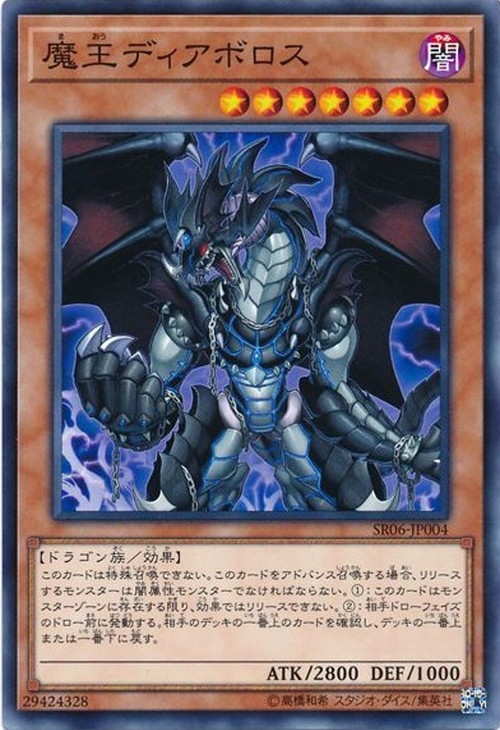 魔王ディアボロス
闇
SR06-JP004
【ドラゴン族／効果】
このカードは特殊召喚できない。このカードをアドバンス召喚する場合、リリース
するモンスターは闇属性モンスターでなければならない。①：このカードはモン
スターゾーンに存在する限り、効果ではリリースできない。②：相手ドローフェイズ
のドロー前に発動する。相手のデッキの一番上のカードを確認し、デッキの一番上
または一番下に戻す。
ATK/2800 DEF/1000
29424328 ©高橋和希 スタジオ・ダイス/集英社